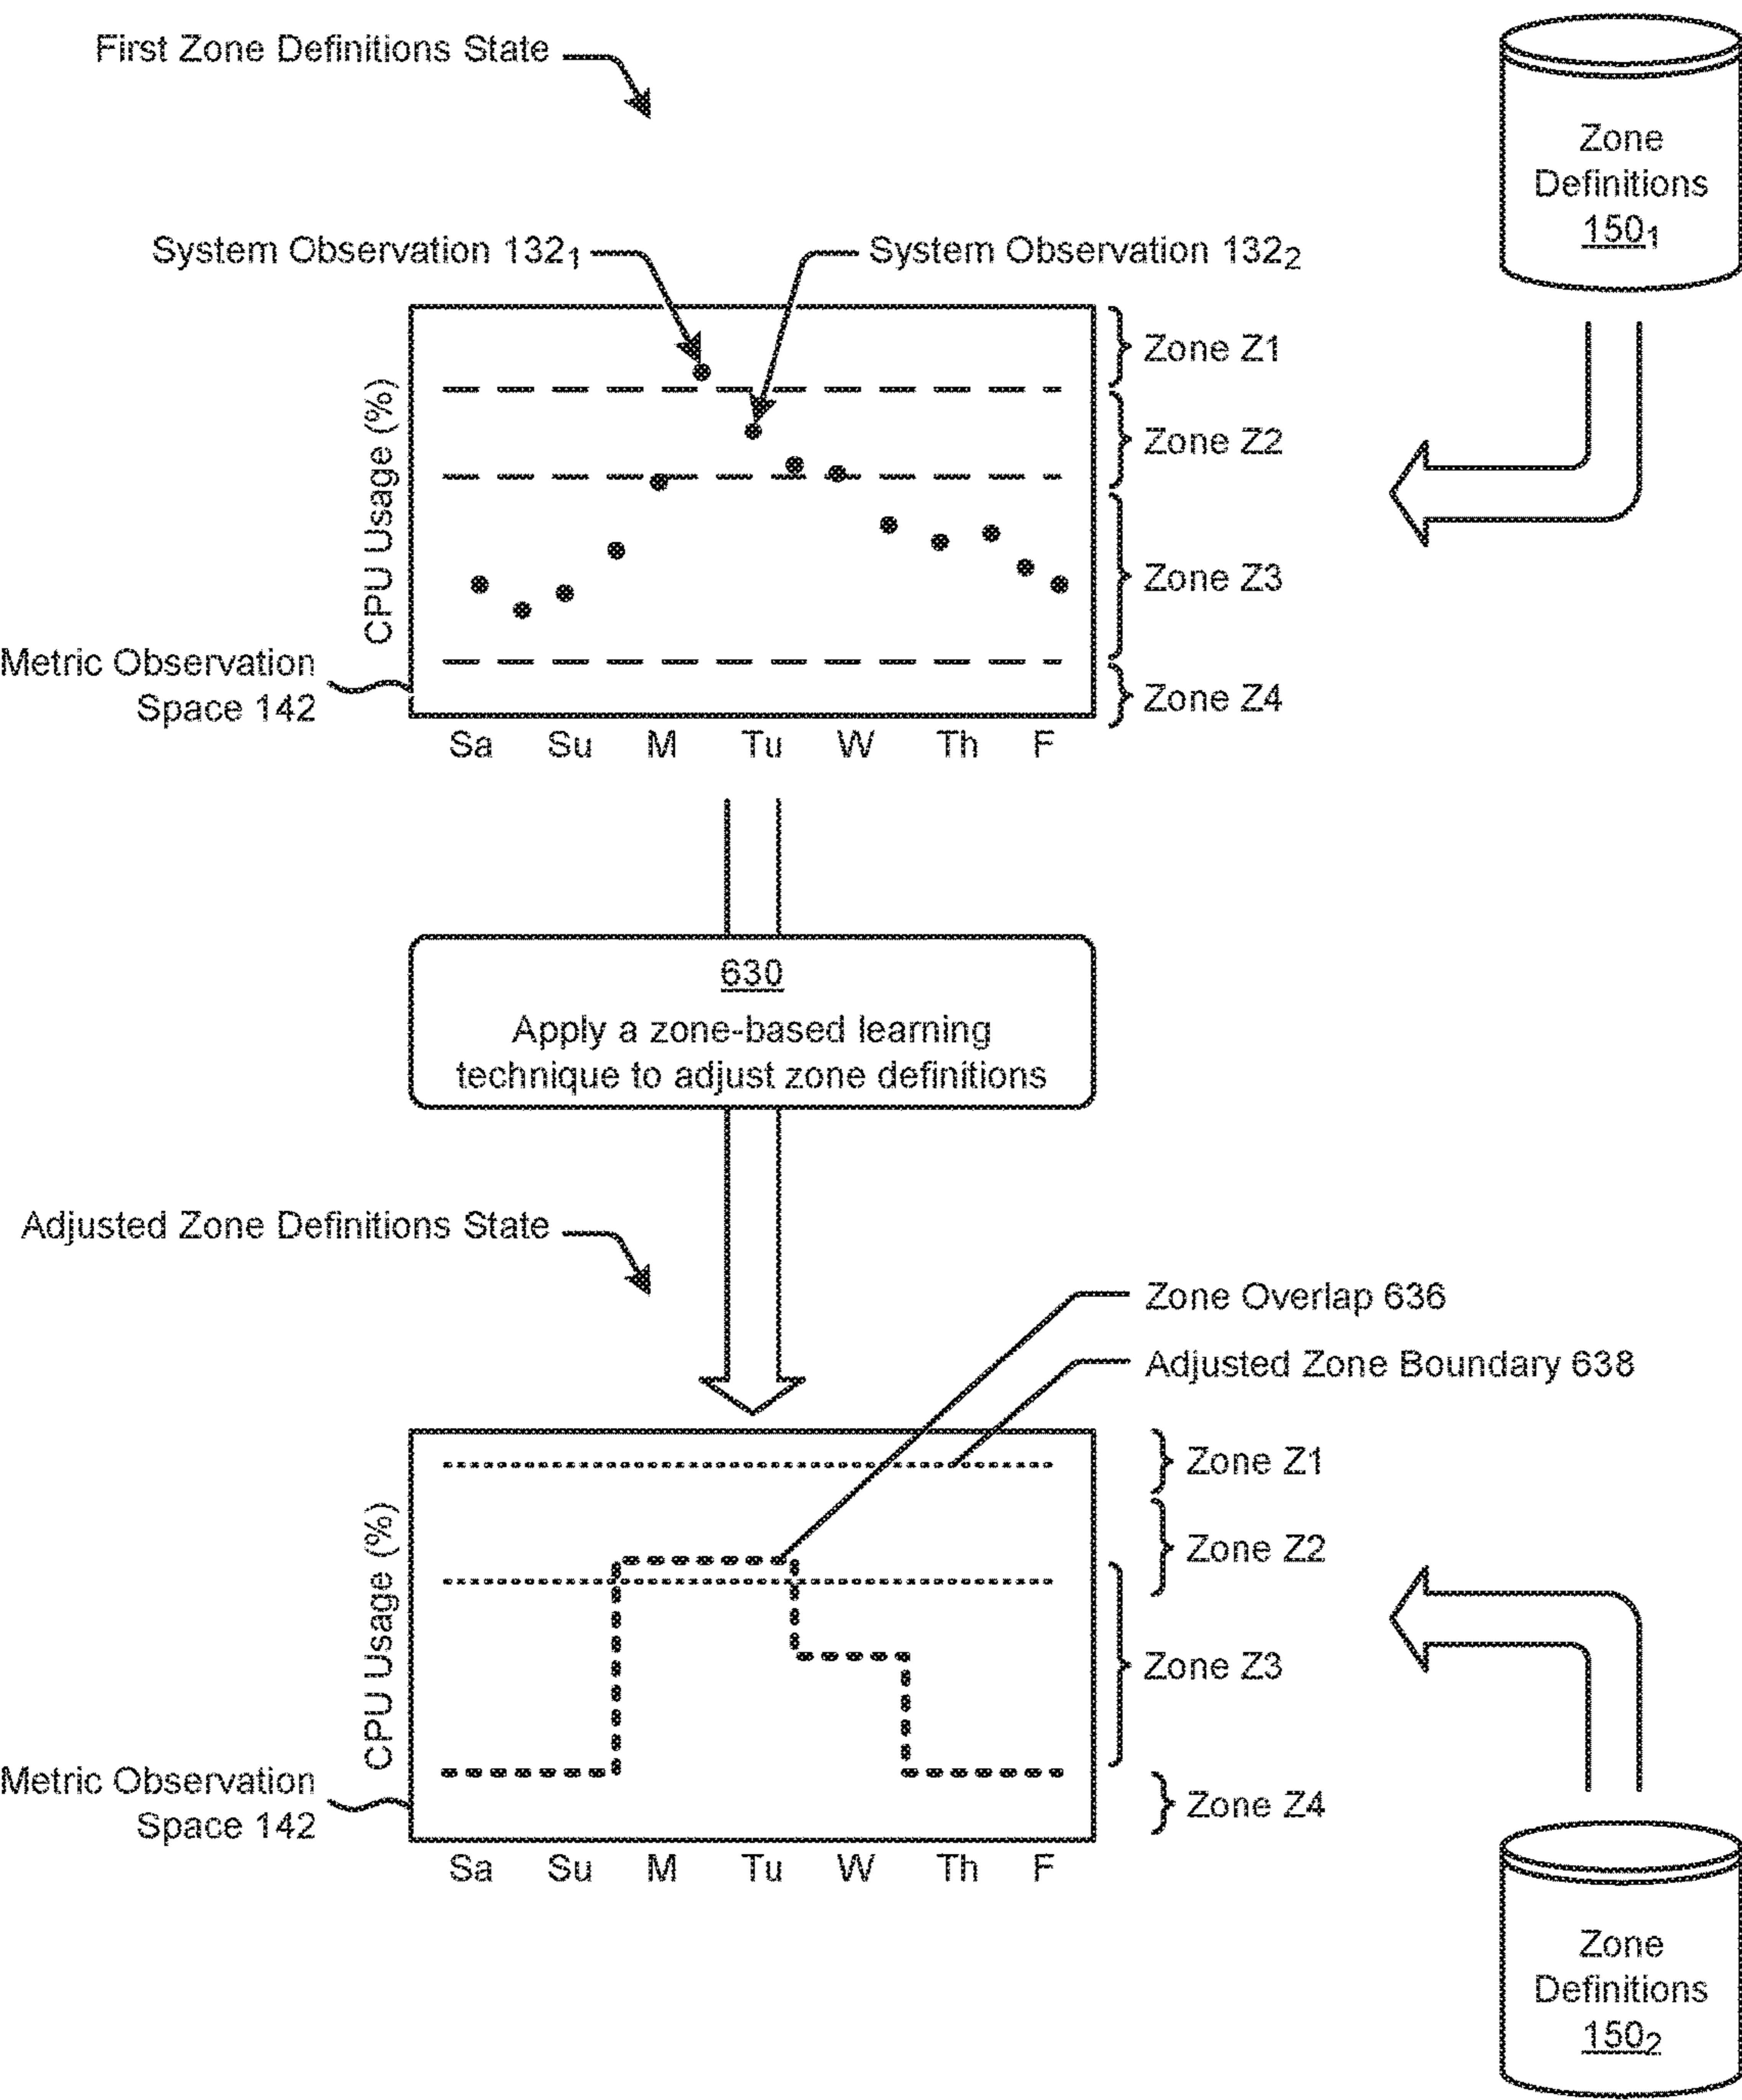 First Zone Definitions State
Zone
Definitions
150₁
System Observation 132₁
System Observation 132₂
CPU Usage (%)
Zone Z1
Zone Z2
Zone Z3
Zone Z4
Metric Observation
Space 142
Sa Su M Tu W Th F
630
Apply a zone-based learning
technique to adjust zone definitions
Adjusted Zone Definitions State
Zone Overlap 636
Adjusted Zone Boundary 638
CPU Usage (%)
Zone Z1
Zone Z2
Zone Z3
Zone Z4
Metric Observation
Space 142
Sa Su M Tu W Th F
Zone
Definitions
150₂